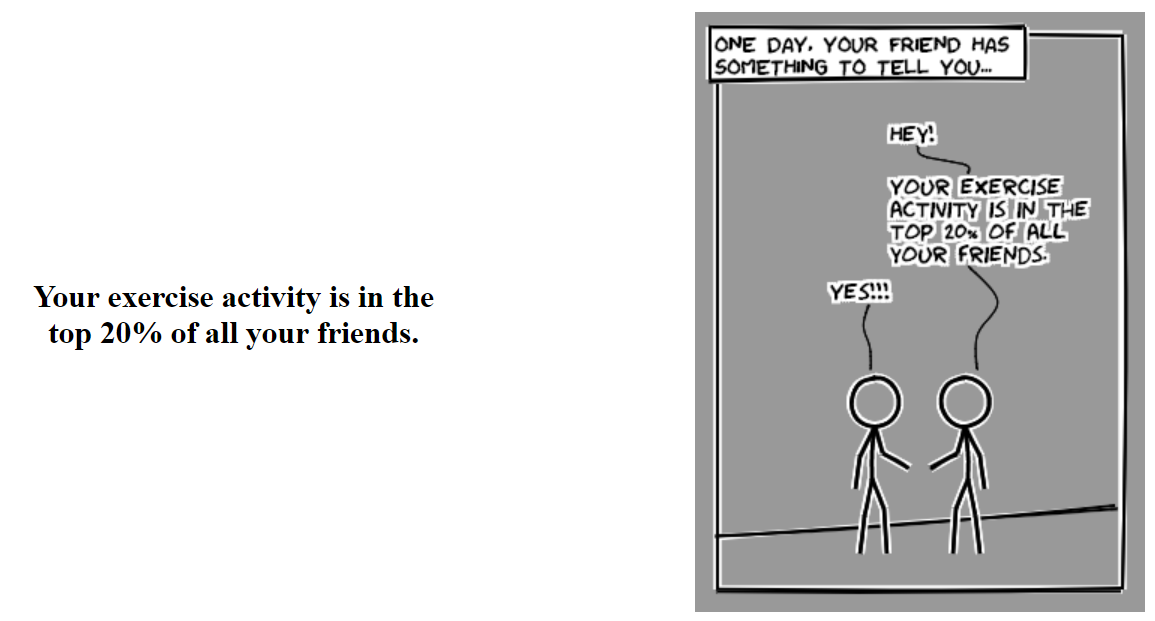 Your exercise activity is in the
top 20% of all your friends.
ONE DAY, YOUR FRIEND HAS
SOMETHING TO TELL YOU...
HEY!
YOUR EXERCISE
ACTIVITY IS IN THE
TOP 20% OF ALL
YOUR FRIENDS.
YES!!!